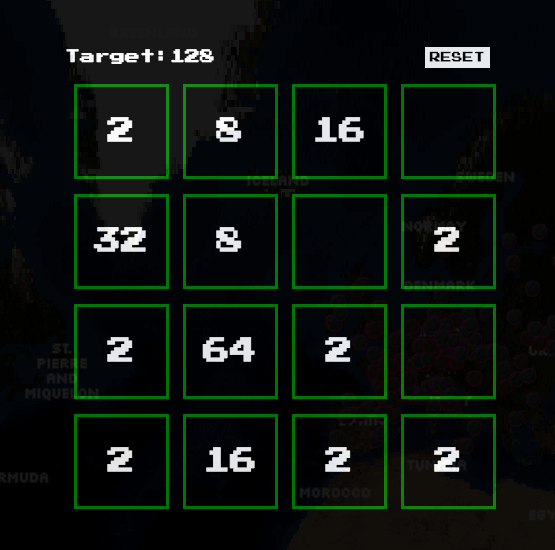 Target: 128 RESET
2 8 16
ICELAND
SWEDEN
32 8 2
NORWAY
DENMARK
2 64 2
ST.
PIERRE
AND
MIQUELON
2 16 2 2
MOROCCO